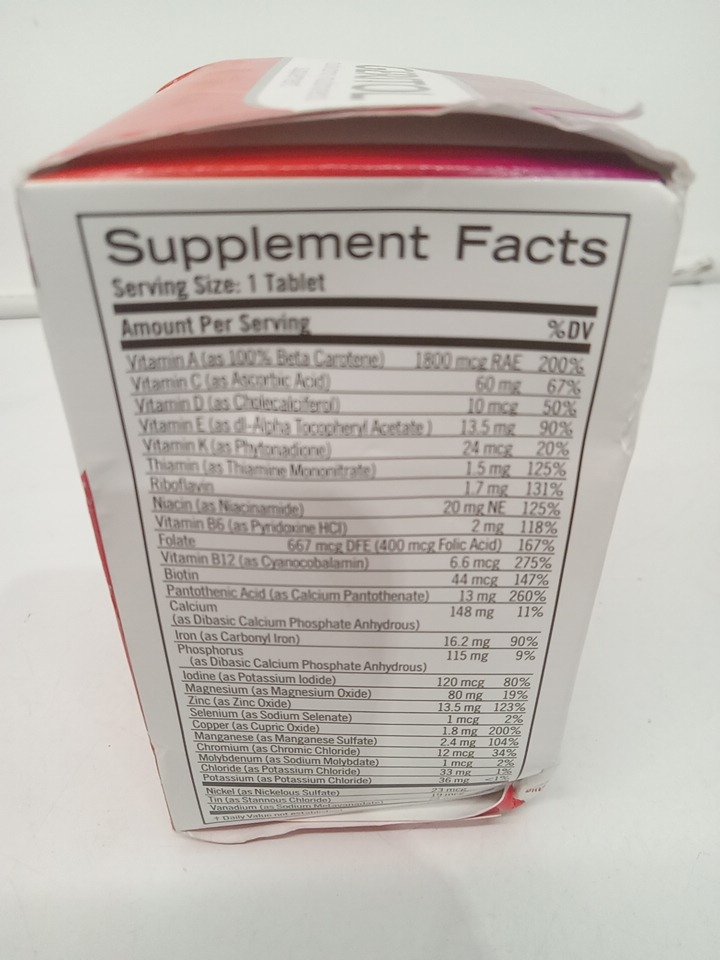 Supplement Facts
Serving Size: 1 Tablet
Amount Per Serving %DV
Vitamin A (as 100% Beta Carotene) 1800 mcg RAE 200%
Vitamin C (as Ascorbic Acid) 60 mg 67%
Vitamin D (as Cholecalciferol) 10 mcg 50%
Vitamin E (as dl-Alpha Tocopheryl Acetate ) 13.5 mg 90%
Vitamin K (as Phytonadione) 24 mcg 20%
Thiamin (as Thiamine Mononitrate) 1.5 mg 125%
Riboflavin 1.7 mg 131%
Niacin (as Niacinamide) 20 mg NE 125%
Vitamin B6 (as Pyridoxine HCl) 2 mg 118%
Folate 667 mcg DFE (400 mcg Folic Acid) 167%
Vitamin B12 (as Cyanocobalamin) 6.6 mcg 275%
Biotin 44 mcg 147%
Pantothenic Acid (as Calcium Pantothenate) 13 mg 260%
Calcium 148 mg 11%
(as Dibasic Calcium Phosphate Anhydrous)
Iron (as Carbonyl Iron) 16.2 mg 90%
Phosphorus 115 mg 9%
(as Dibasic Calcium Phosphate Anhydrous)
Iodine (as Potassium Iodide) 120 mcg 80%
Magnesium (as Magnesium Oxide) 80 mg 19%
Zinc (as Zinc Oxide) 13.5 mg 123%
Selenium (as Sodium Selenate) 1 mcg 2%
Copper (as Cupric Oxide) 1.8 mg 200%
Manganese (as Manganese Sulfate) 2.4 mg 104%
Chromium (as Chromic Chloride) 12 mcg 34%
Molybdenum (as Sodium Molybdate) 1 mcg 2%
Chloride (as Potassium Chloride) 33 mg 1%
Potassium (as Potassium Chloride) 36 mg <1%
Nickel (as Nickelous Sulfate) 23 mcg
Tin (as Stannous Chloride)
Vanadium (as Sodium Metavanadate)
† Daily Value not established